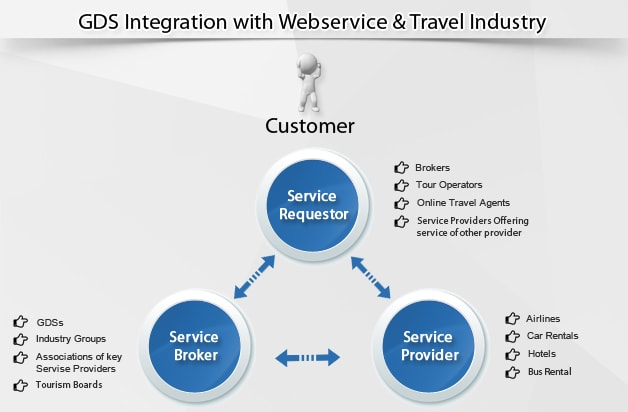 GDS Integration with Webservice & Travel Industry
Customer
Service
Requestor
Brokers
Tour Operators
Online Travel Agents
Service Providers Offering
service of other provider
GDSs
Industry Groups
Associations of key
Servise Providers
Tourism Boards
Service
Broker
Service
Provider
Airlines
Car Rentals
Hotels
Bus Rental